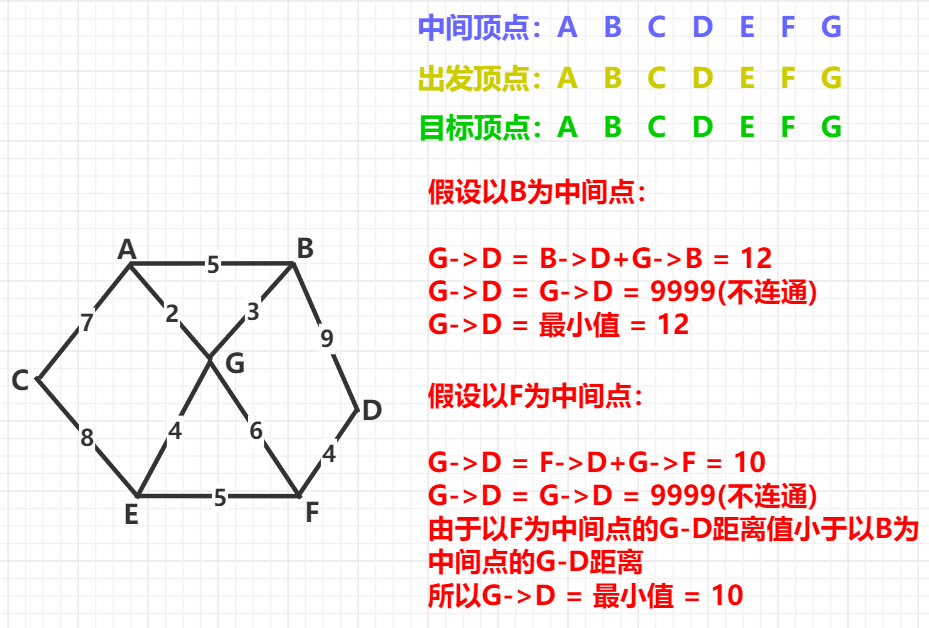 中间顶点：A B C D E F G
出发顶点：A B C D E F G
目标顶点：A B C D E F G
假设以B为中间点：
G->D = B->D+G->B = 12
G->D = G->D = 9999(不连通)
G->D = 最小值 = 12
假设以F为中间点：
G->D = F->D+G->F = 10
G->D = G->D = 9999(不连通)
由于以F为中间点的G-D距离值小于以B为
中间点的G-D距离
所以G->D = 最小值 = 10
A
B
5
7
2
3
9
G
C
D
8
4
6
4
E
5
F